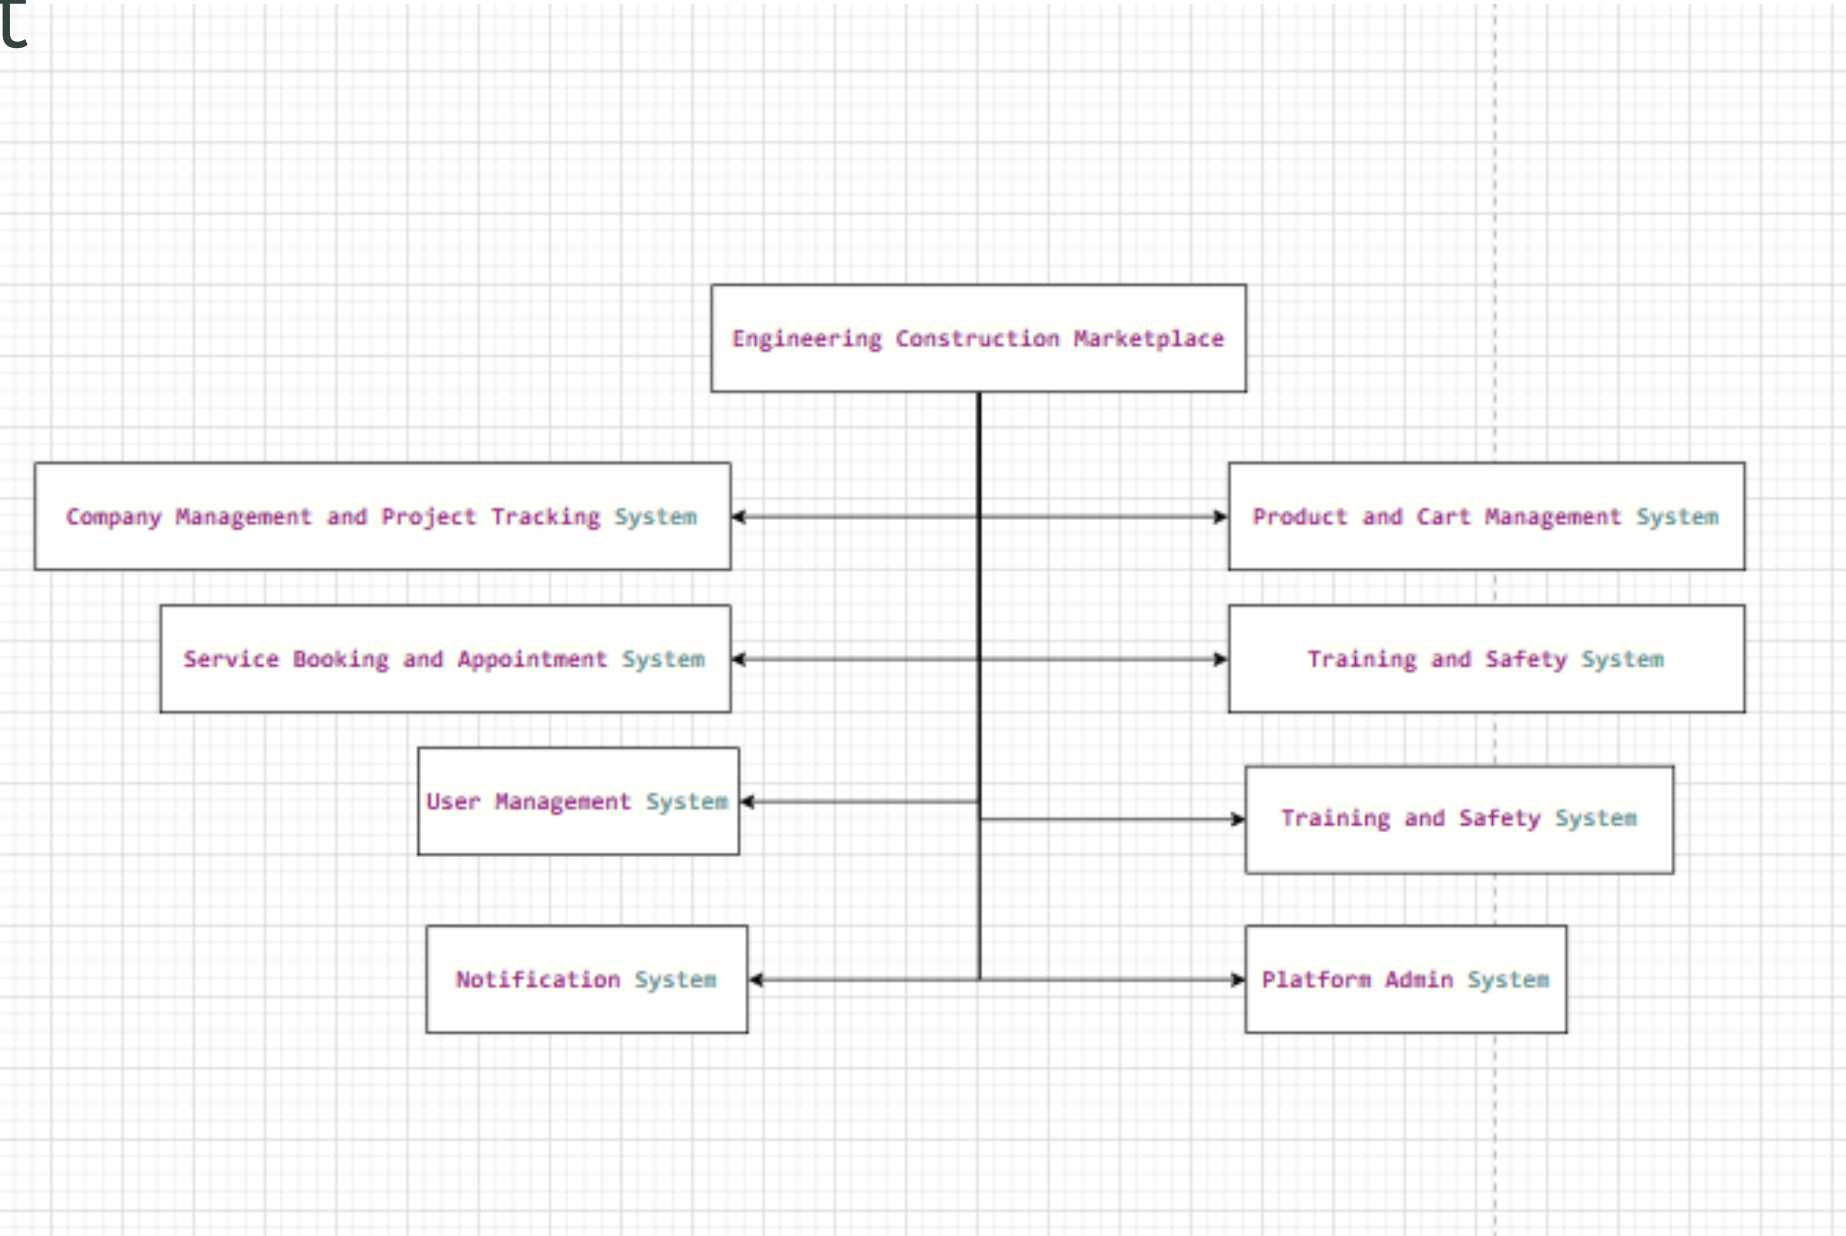 t
Engineering Construction Marketplace
Company Management and Project Tracking System
Product and Cart Management System
Service Booking and Appointment System
Training and Safety System
User Management System
Training and Safety System
Notification System
Platform Admin System